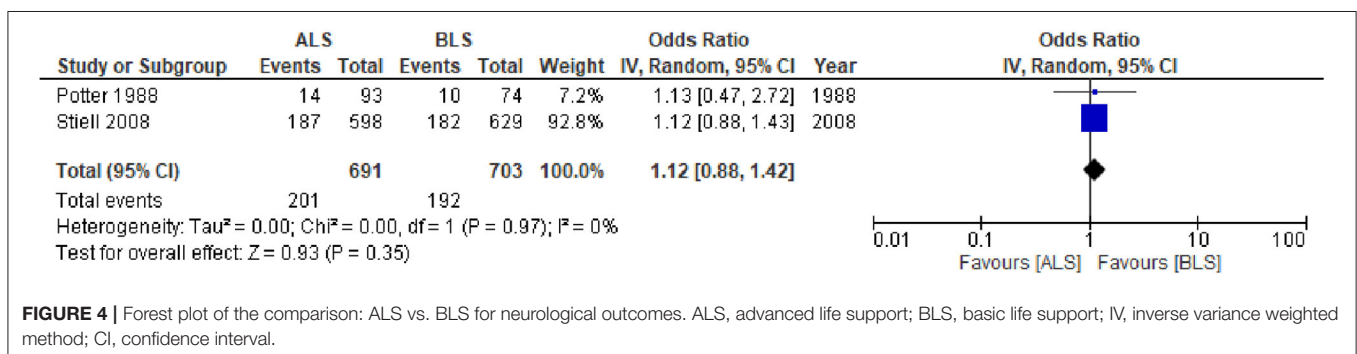 ALS BLS Odds Ratio Odds Ratio
Study or Subgroup Events Total Events Total Weight IV, Random, 95% CI Year IV, Random, 95% CI
Potter 1988 14 93 10 74 7.2% 1.13 [0.47, 2.72] 1988
Stiell 2008 187 598 182 629 92.8% 1.12 [0.88, 1.43] 2008
Total (95% CI) 691 703 100.0% 1.12 [0.88, 1.42]
Total events 201 192
Heterogeneity: Tau² = 0.00; Chi² = 0.00, df = 1 (P = 0.97); I² = 0%
Test for overall effect: Z = 0.93 (P = 0.35)
0.01 0.1 1 10 100
Favours [ALS] Favours [BLS]
FIGURE 4 | Forest plot of the comparison: ALS vs. BLS for neurological outcomes. ALS, advanced life support; BLS, basic life support; IV, inverse variance weighted
method; CI, confidence interval.